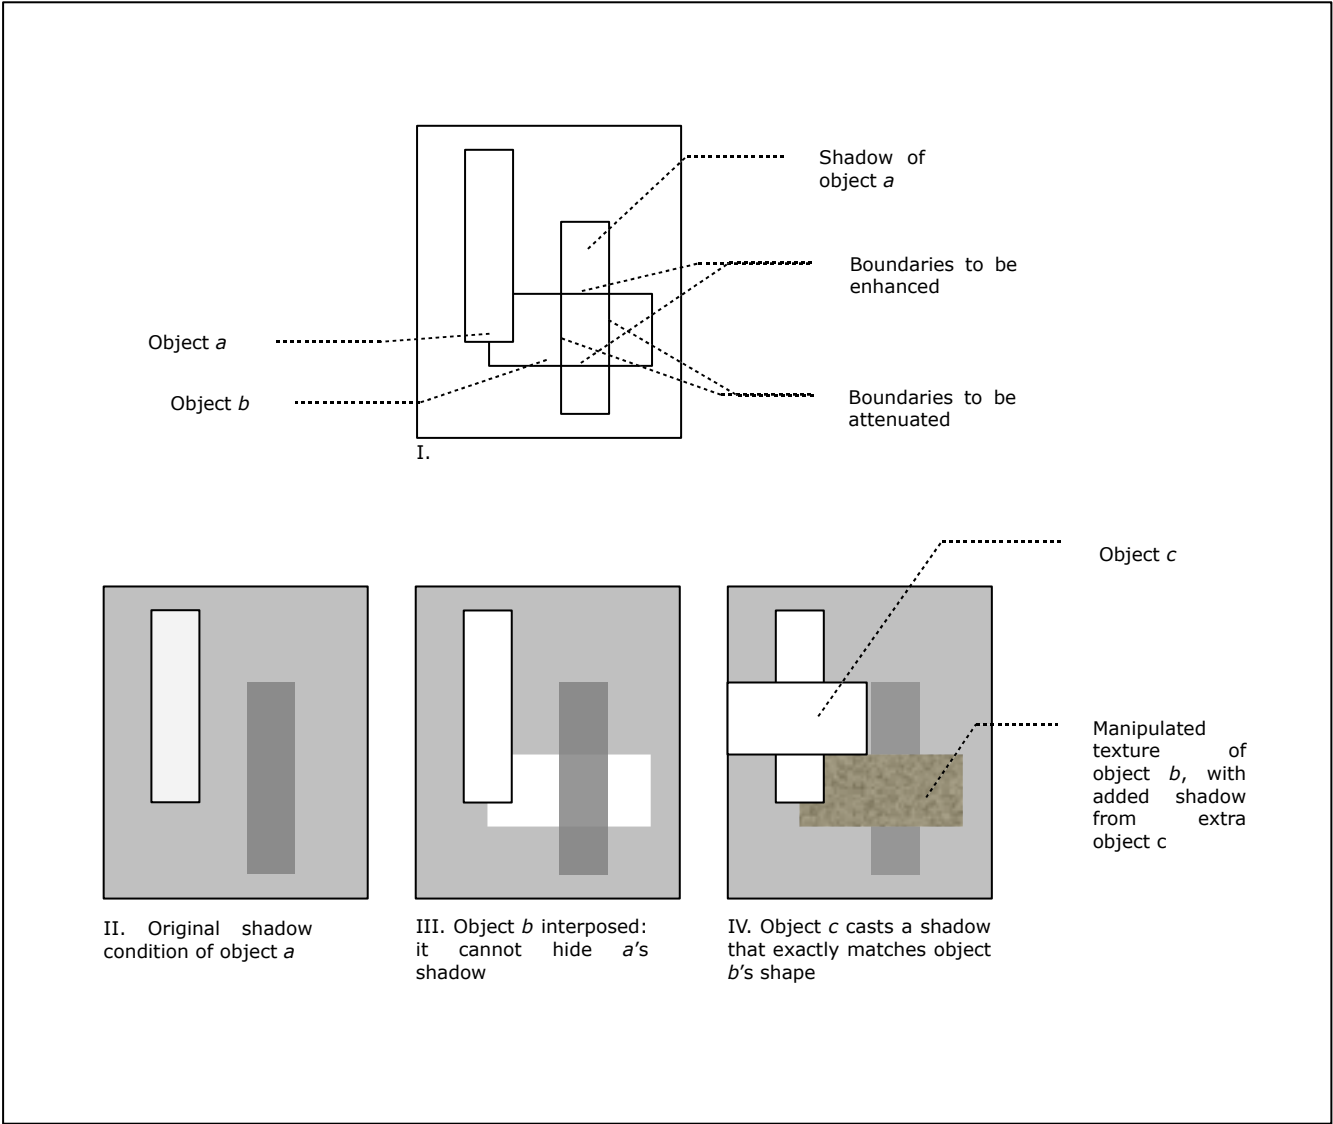 Shadow of
object a
Boundaries to be
enhanced
Object a
Object b
Boundaries to be
attenuated
I.
Object c
Manipulated
texture of
object b, with
added shadow
from extra
object c
II. Original shadow
condition of object a
III. Object b interposed:
it cannot hide a's
shadow
IV. Object c casts a shadow
that exactly matches object
b's shape